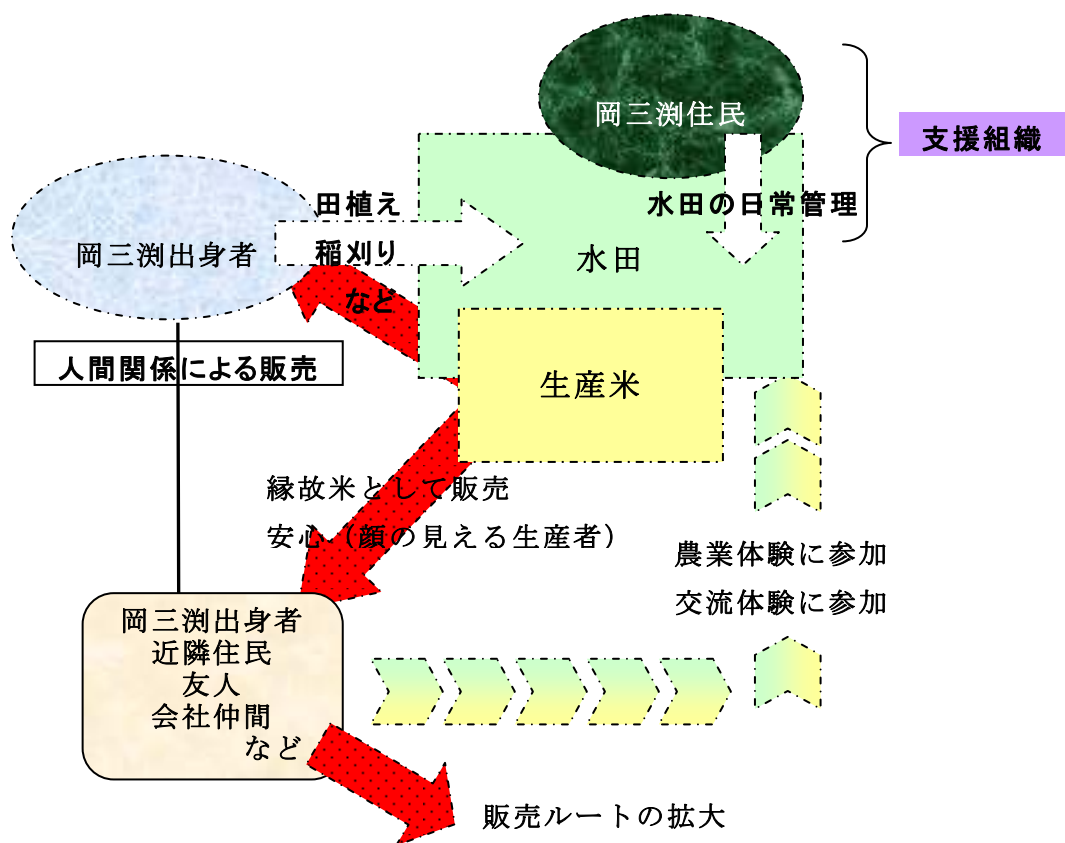 岡三渕住民
支援組織
田植え
水田の日常管理
岡三渕出身者
稲刈り
水田
など
人間関係による販売
生産米
縁故米として販売
安心（顔の見える生産者）
農業体験に参加
交流体験に参加
岡三渕出身者
近隣住民
友人
会社仲間
など
販売ルートの拡大